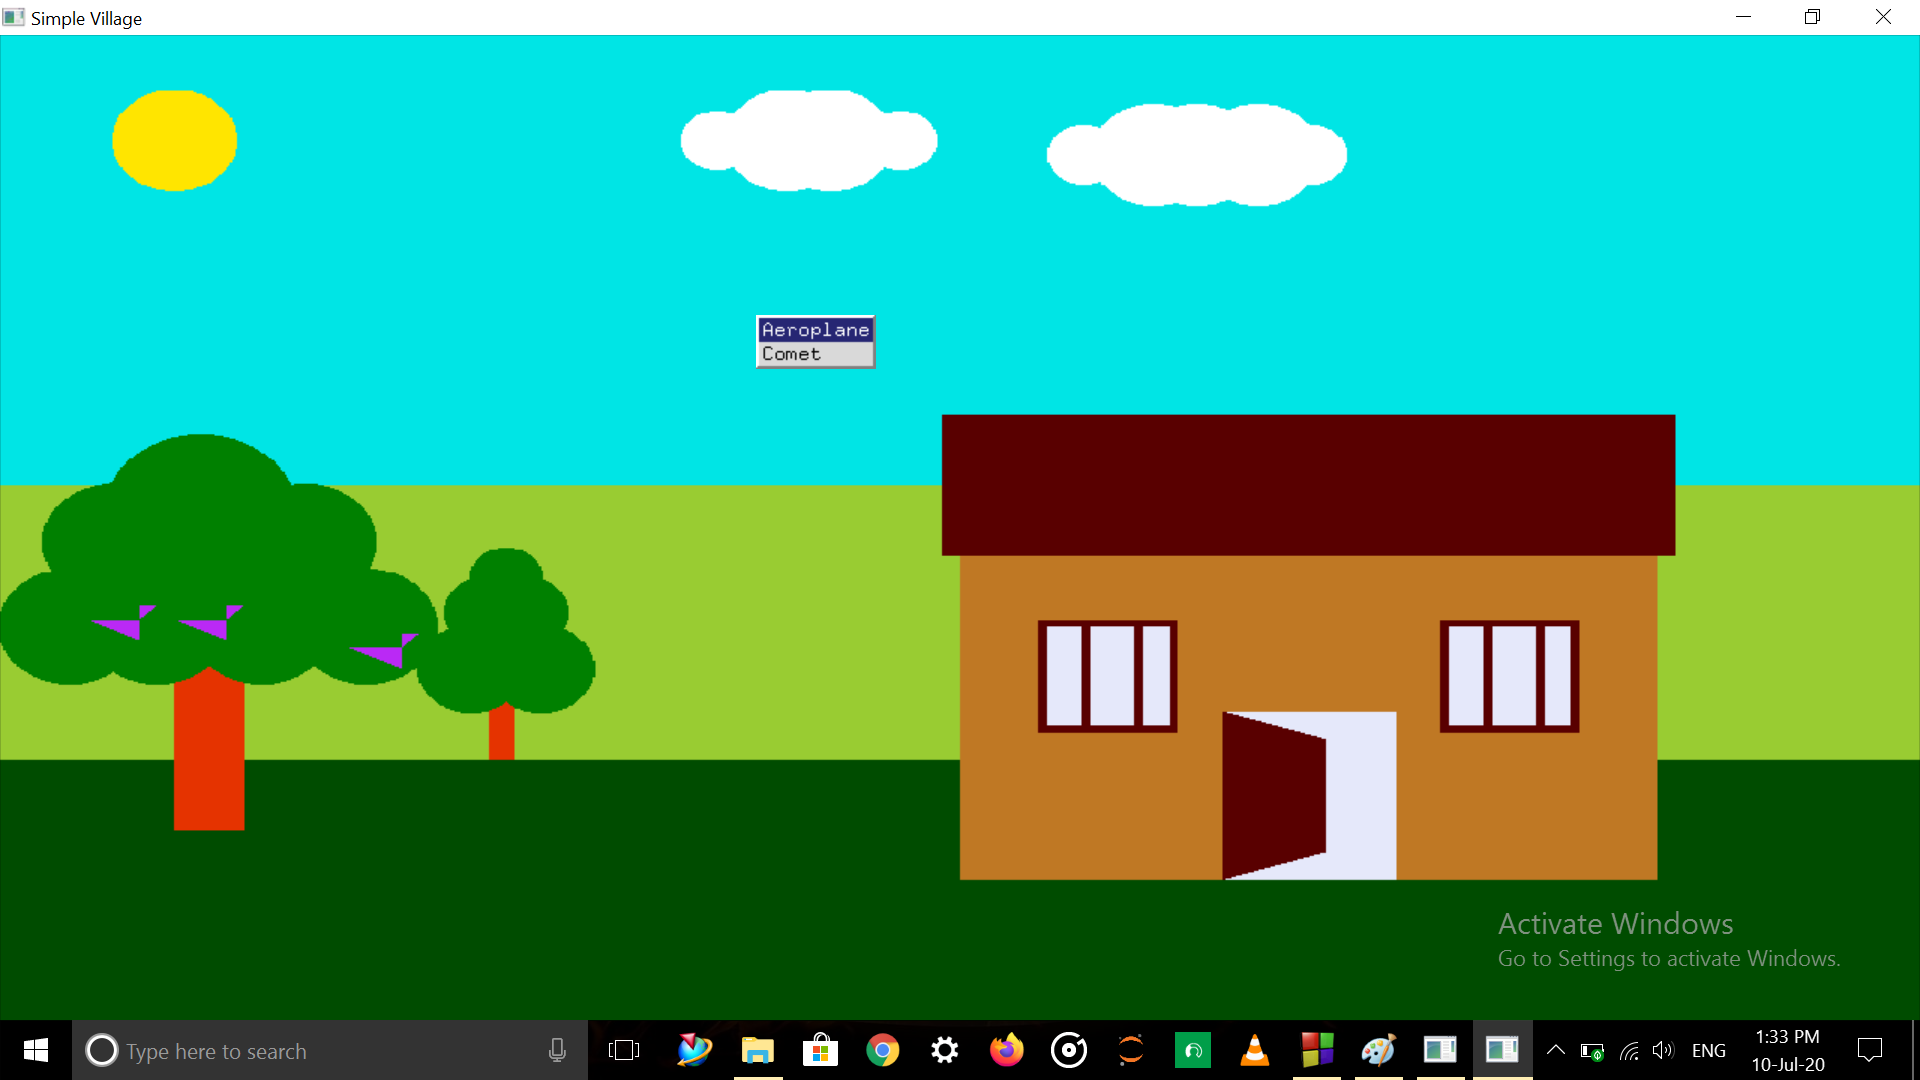 Simple Village
Aeroplane
Comet
Activate Windows
Go to Settings to activate Windows.
Type here to search
ENG
1:33 PM
10-Jul-20